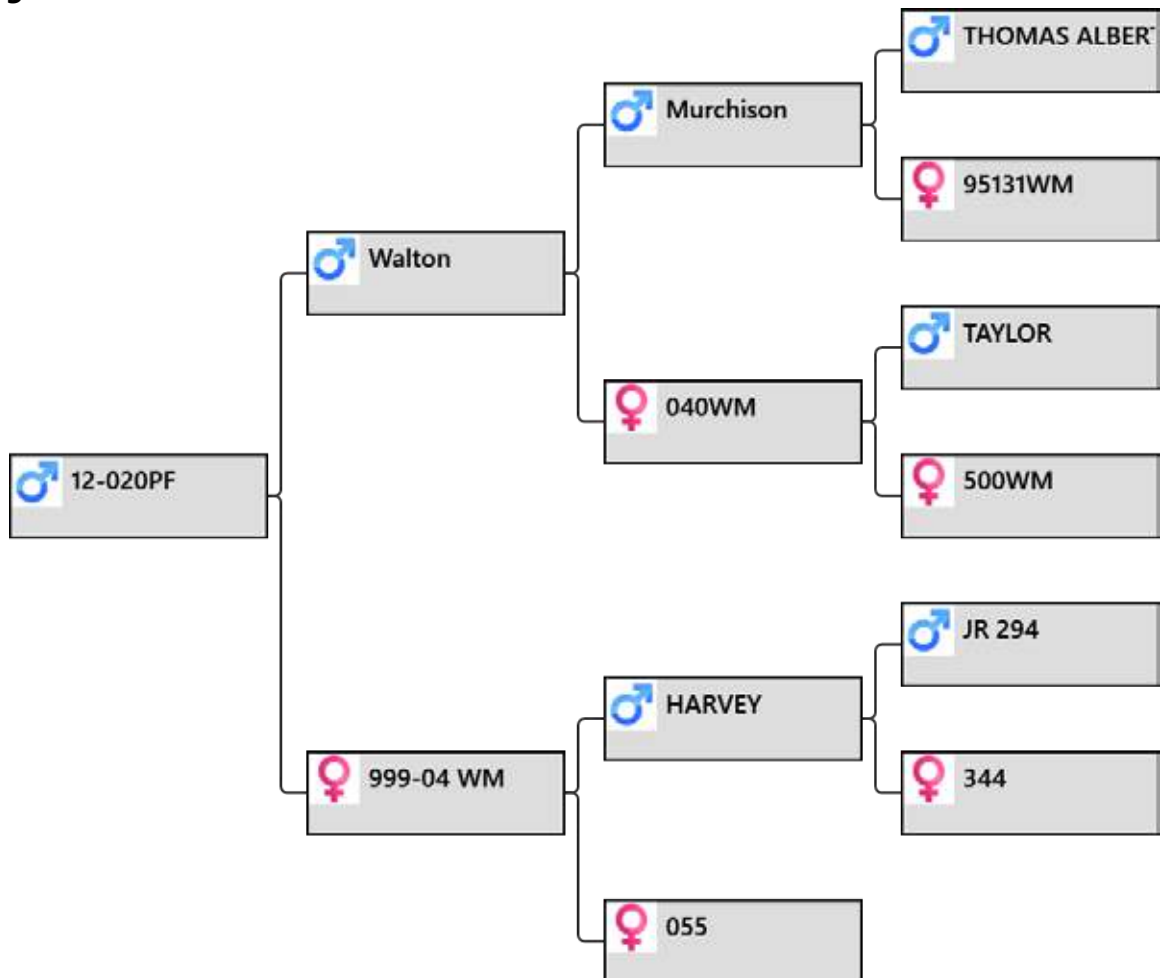 THOMAS ALBER
Murchison
95131WM
Walton
TAYLOR
040WM
500WM
12-020PF
JR 294
HARVEY
999-04 WM
344
055